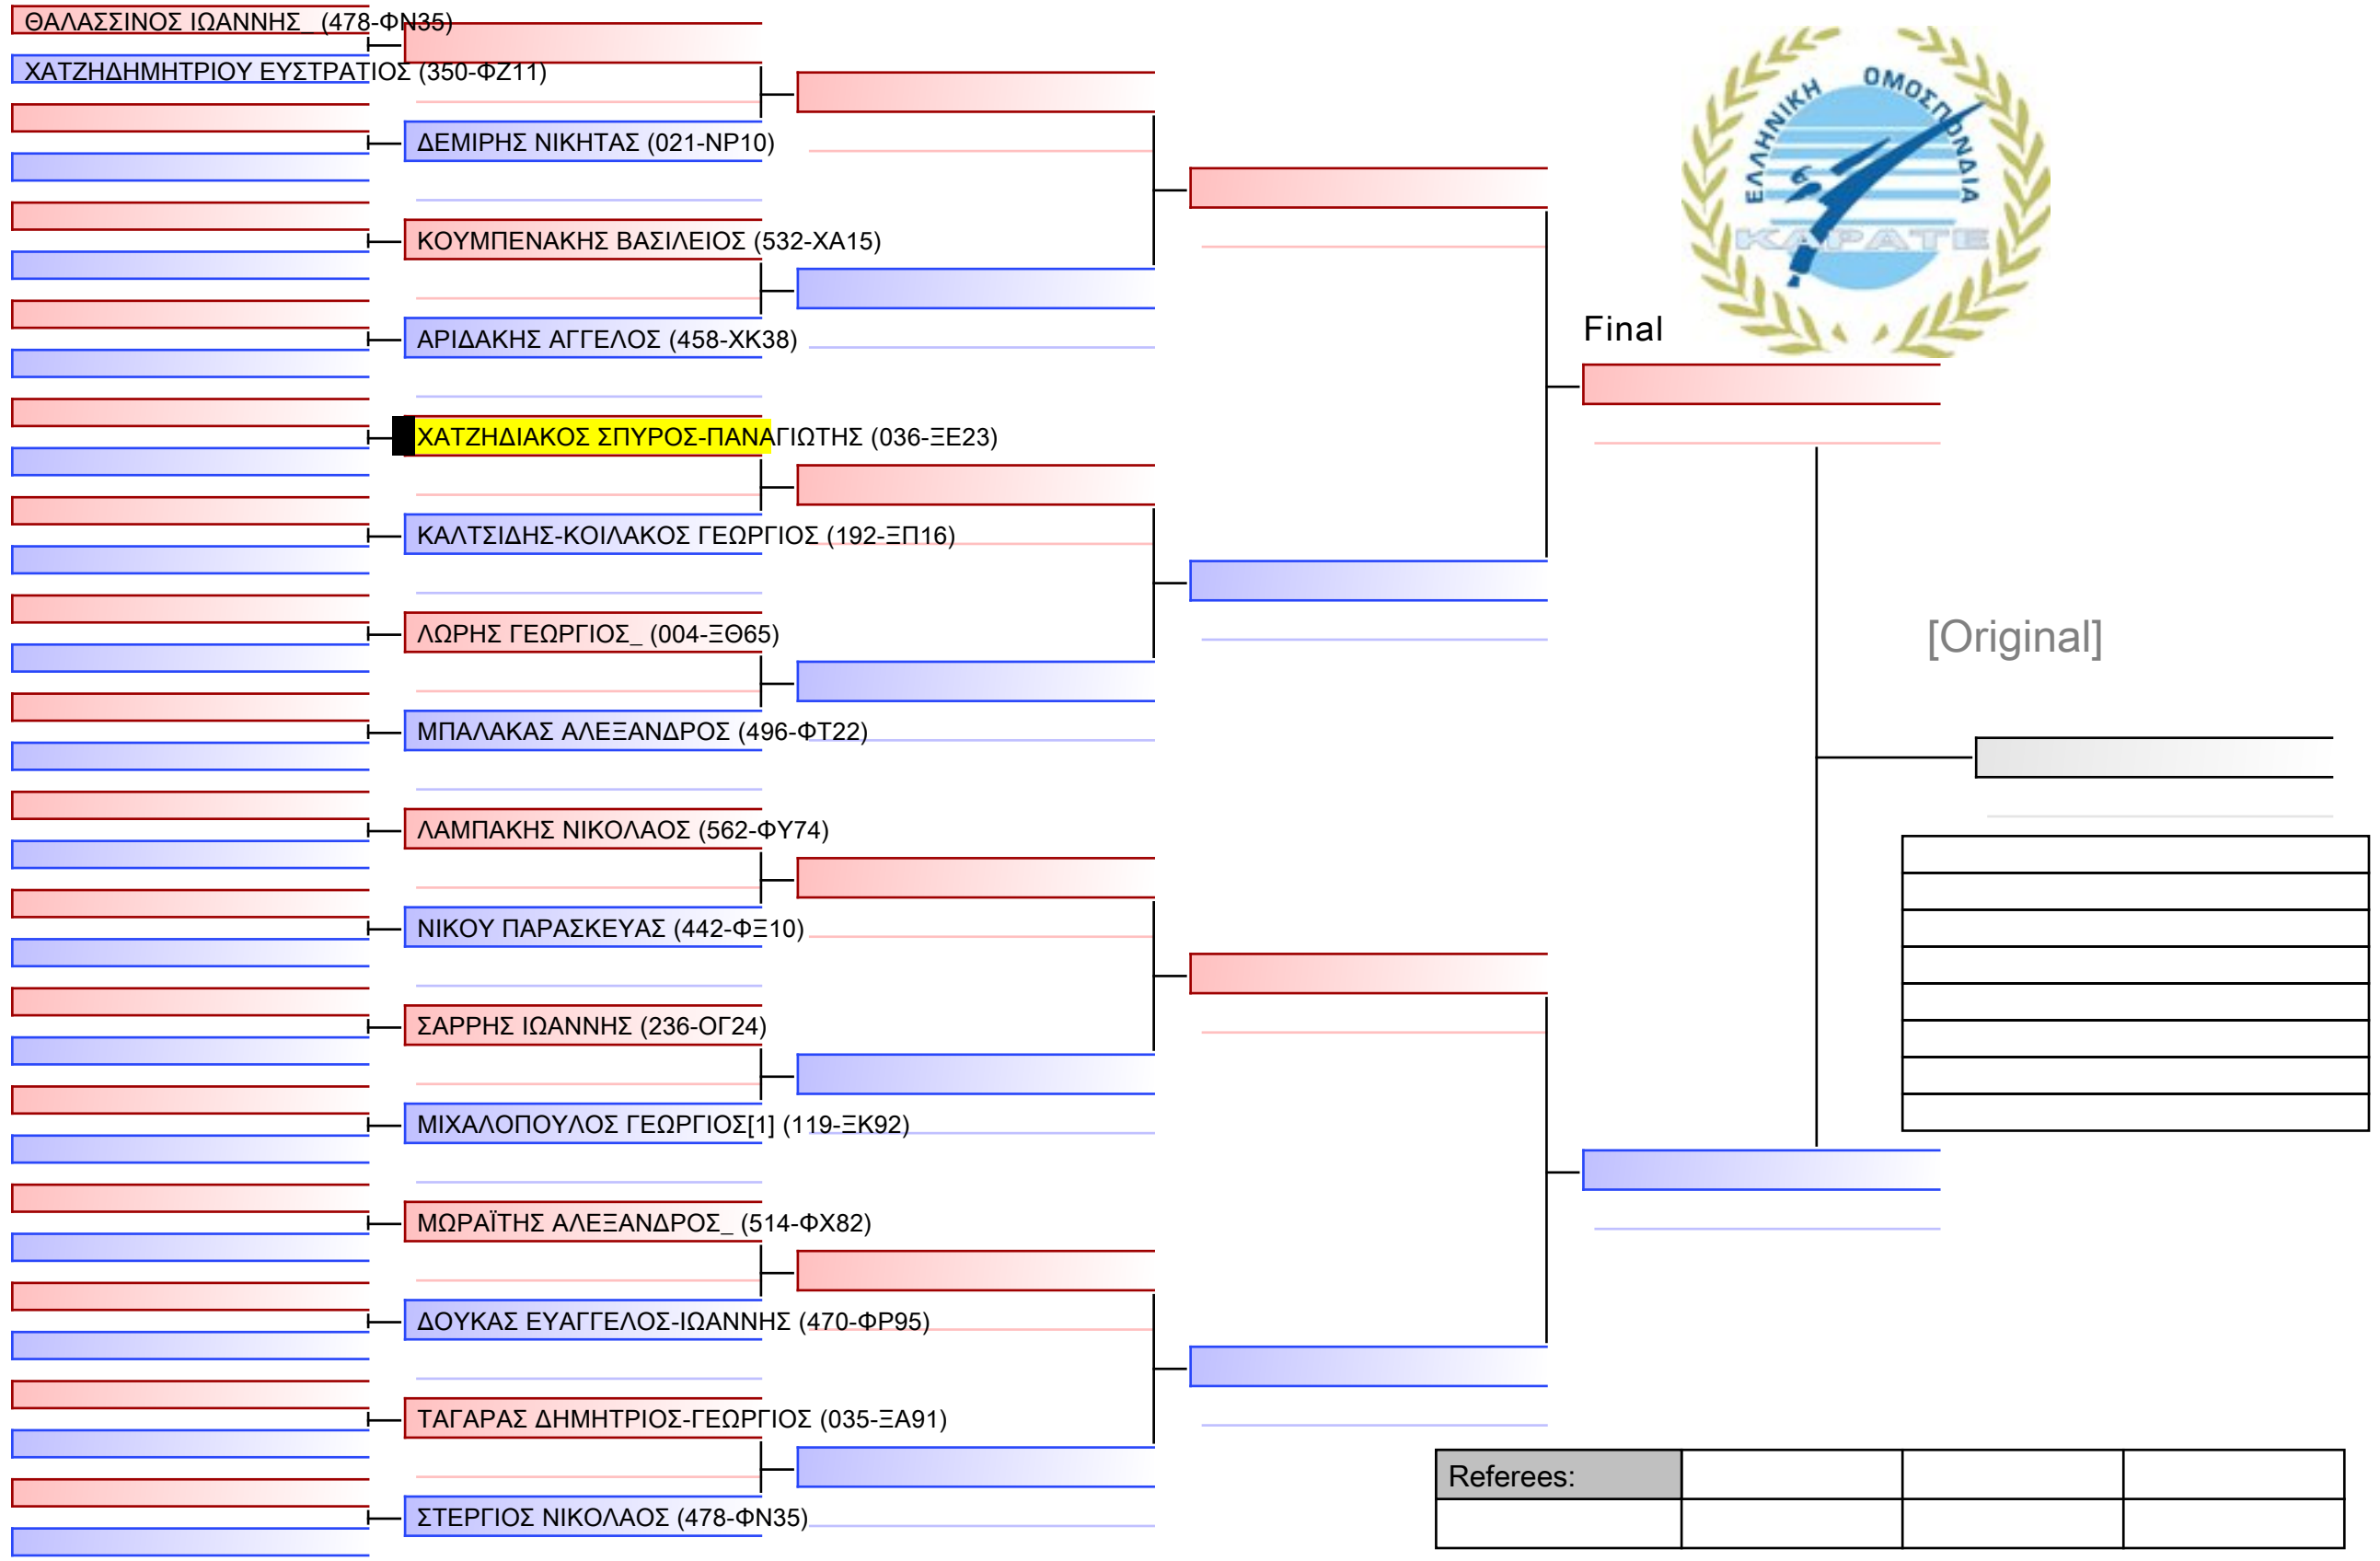 ΘΑΛΑΣΣΙΝΟΣ ΙΩΑΝΝΗΣ_ (478-ΦΝ35)
ΧΑΤΖΗΔΗΜΗΤΡΙΟΥ ΕΥΣΤΡΑΤΙΟΣ (350-ΦΖ11)
ΔΕΜΙΡΗΣ ΝΙΚΗΤΑΣ (021-ΝΡ10)
ΚΟΥΜΠΕΝΑΚΗΣ ΒΑΣΙΛΕΙΟΣ (532-ΧΑ15)
ΑΡΙΔΑΚΗΣ ΑΓΓΕΛΟΣ (458-ΧΚ38)
ΧΑΤΖΗΔΙΑΚΟΣ ΣΠΥΡΟΣ-ΠΑΝΑΓΙΩΤΗΣ (036-ΞΕ23)
ΚΑΛΤΣΙΔΗΣ-ΚΟΙΛΑΚΟΣ ΓΕΩΡΓΙΟΣ (192-ΞΠ16)
ΛΩΡΗΣ ΓΕΩΡΓΙΟΣ_ (004-ΞΘ65)
ΜΠΑΛΑΚΑΣ ΑΛΕΞΑΝΔΡΟΣ (496-ΦΤ22)
ΛΑΜΠΑΚΗΣ ΝΙΚΟΛΑΟΣ (562-ΦΥ74)
ΝΙΚΟΥ ΠΑΡΑΣΚΕΥΑΣ (442-ΦΞ10)
ΣΑΡΡΗΣ ΙΩΑΝΝΗΣ (236-ΟΓ24)
ΜΙΧΑΛΟΠΟΥΛΟΣ ΓΕΩΡΓΙΟΣ[1] (119-ΞΚ92)
ΜΩΡΑΪΤΗΣ ΑΛΕΞΑΝΔΡΟΣ_ (514-ΦΧ82)
ΔΟΥΚΑΣ ΕΥΑΓΓΕΛΟΣ-ΙΩΑΝΝΗΣ (470-ΦΡ95)
ΤΑΓΑΡΑΣ ΔΗΜΗΤΡΙΟΣ-ΓΕΩΡΓΙΟΣ (035-ΞΑ91)
ΣΤΕΡΓΙΟΣ ΝΙΚΟΛΑΟΣ (478-ΦΝ35)
ΕΛΛΗΝΙΚΗ ΟΜΟΣΠΟΝΔΙΑ
ΚΑΡΑΤΕ
Final
[Original]
Referees: